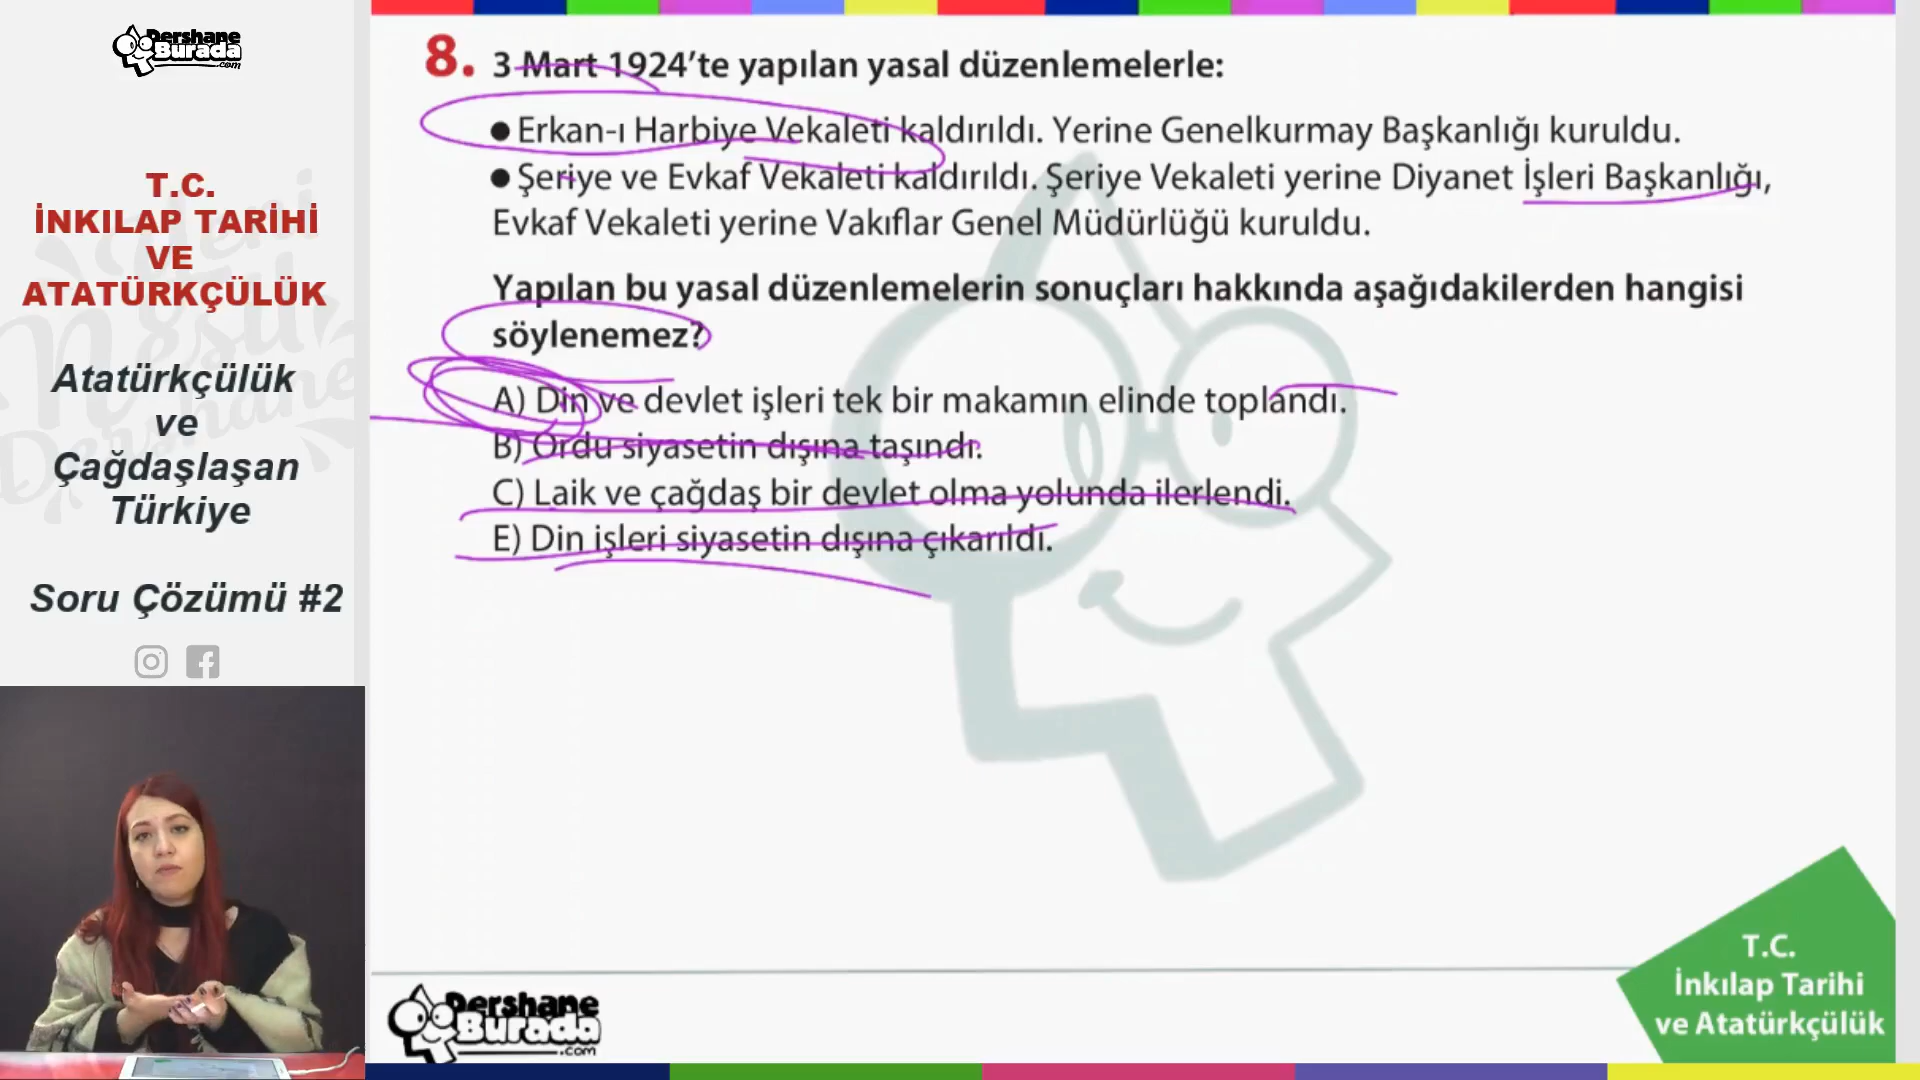 Dershane
Burada
.com
T.C.
İNKILAP TARİHİ
VE
ATATÜRKÇÜLÜK
Atatürkçülük
ve
Çağdaşlaşan
Türkiye
Soru Çözümü #2
8. 3 Mart 1924’te yapılan yasal düzenlemelerle:
● Erkan-ı Harbiye Vekaleti kaldırıldı. Yerine Genelkurmay Başkanlığı kuruldu.
● Şeriye ve Evkaf Vekaleti kaldırıldı. Şeriye Vekaleti yerine Diyanet İşleri Başkanlığı,
Evkaf Vekaleti yerine Vakıflar Genel Müdürlüğü kuruldu.
Yapılan bu yasal düzenlemelerin sonuçları hakkında aşağıdakilerden hangisi
söylenemez?
A) Din ve devlet işleri tek bir makamın elinde toplandı.
B) Ordu siyasetin dışına taşındı.
C) Laik ve çağdaş bir devlet olma yolunda ilerlendi.
E) Din işleri siyasetin dışına çıkarıldı.
Dershane
Burada
.com
T.C.
İnkılap Tarihi
ve Atatürkçülük